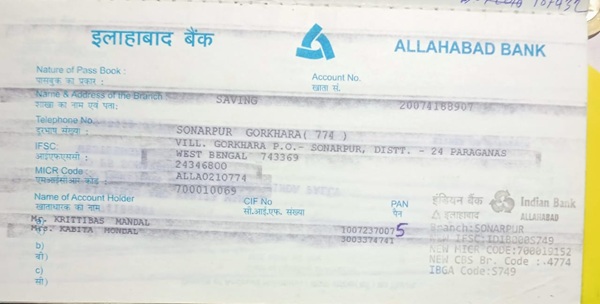 107432
इलाहाबाद बैंक ALLAHABAD BANK
Nature of Pass Book :
पासबुक का प्रकार :
Account No.
खाता सं.
Name & Address of the Branch
SAVING 20074188907
शाखा का नाम एवं पता:
Telephone No.
SONARPUR GORKHARA ( 774 )
दूरभाष संख्या :
VILL. GORKHARA P.O.- SONARPUR, DISTT. - 24 PARAGANAS
IFSC:
WEST BENGAL 743369
आईएफएससी :
24346800
MICR Code :
ALLA0210774
एमआईसीआर कोड :
700010069
Name of Account Holder CIF No PAN
खाताधारक का नाम: सी.आई.एफ. संख्या पैन
इंडियन बैंक Indian Bank
इलाहाबाद ALLAHABAD
Mr. KRITTIBAS MANDAL 10072370075
Mrs. KABITA MONDAL 3003374741
Branch:SONARPUR
NEW MICR CODE:700019152
NEW CBS Br. Code :4774
IBGA Code:S749
b)
बी)
c)
सी)